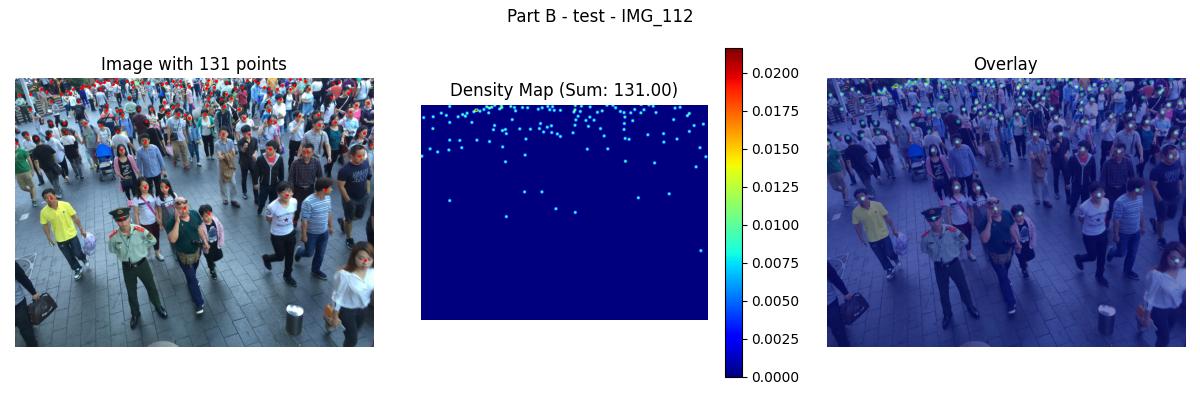 Part B - test - IMG_112
Image with 131 points
Density Map (Sum: 131.00)
Overlay
0.0200
0.0175
0.0150
0.0125
0.0100
0.0075
0.0050
0.0025
0.0000